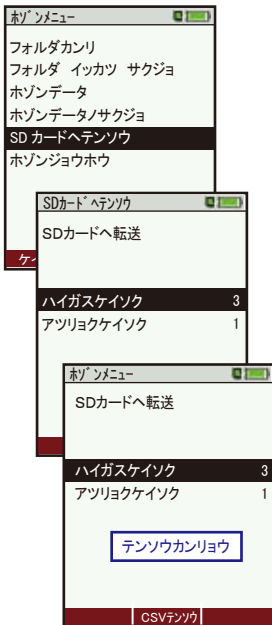 ホゾンメニュー
フォルダカンリ
フォルダ イッカツ サクジョ
ホゾンデータ
ホゾンデータノサクジョ
SD カードヘテンソウ
ホゾンジョウホウ
SDカードヘテンソウ
SDカードへ転送
ハイガスケイソク 3
アツリョクケイソク 1
ホゾンメニュー
SDカードへ転送
ハイガスケイソク 3
アツリョクケイソク 1
テンソウカンリョウ
CSVテンソウ